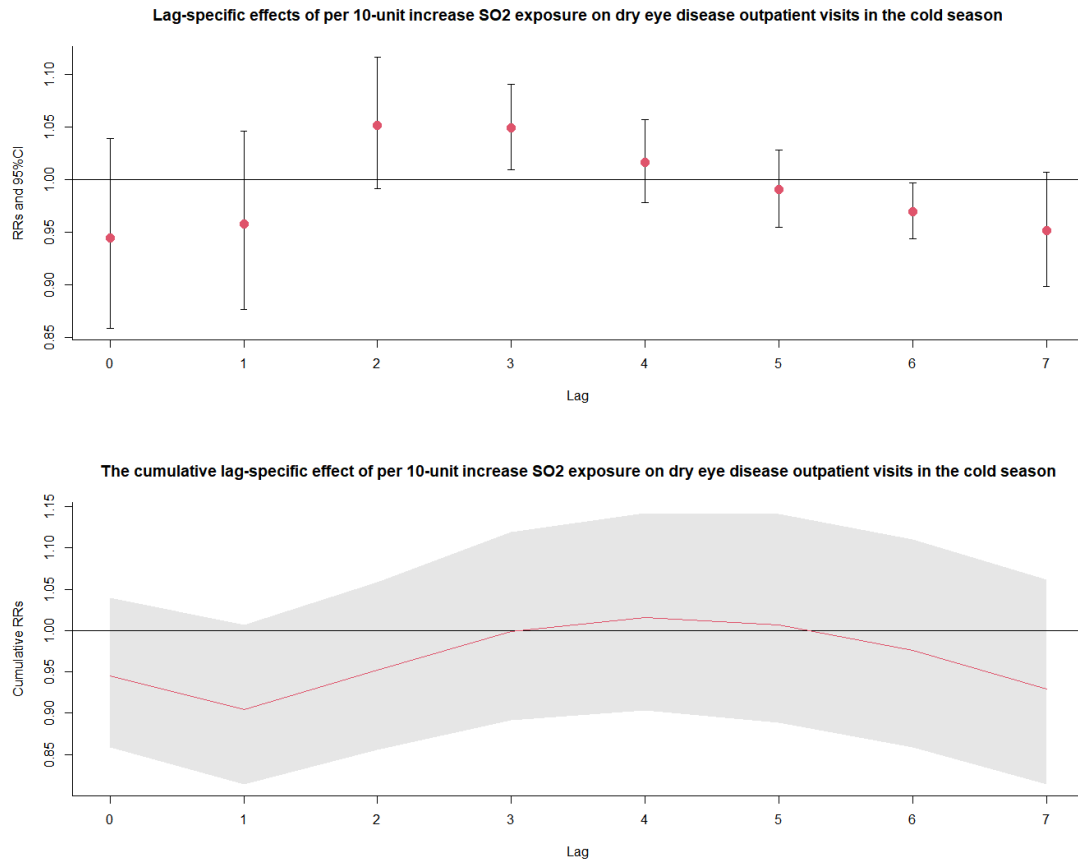 Lag-specific effects of per 10-unit increase SO2 exposure on dry eye disease outpatient visits in the cold season
RRs and 95%CI
1.10
1.05
1.00
0.95
0.90
0.85
0 1 2 3 4 5 6 7
Lag
The cumulative lag-specific effect of per 10-unit increase SO2 exposure on dry eye disease outpatient visits in the cold season
Cumulative RRs
1.15
1.10
1.05
1.00
0.95
0.90
0.85
0 1 2 3 4 5 6 7
Lag